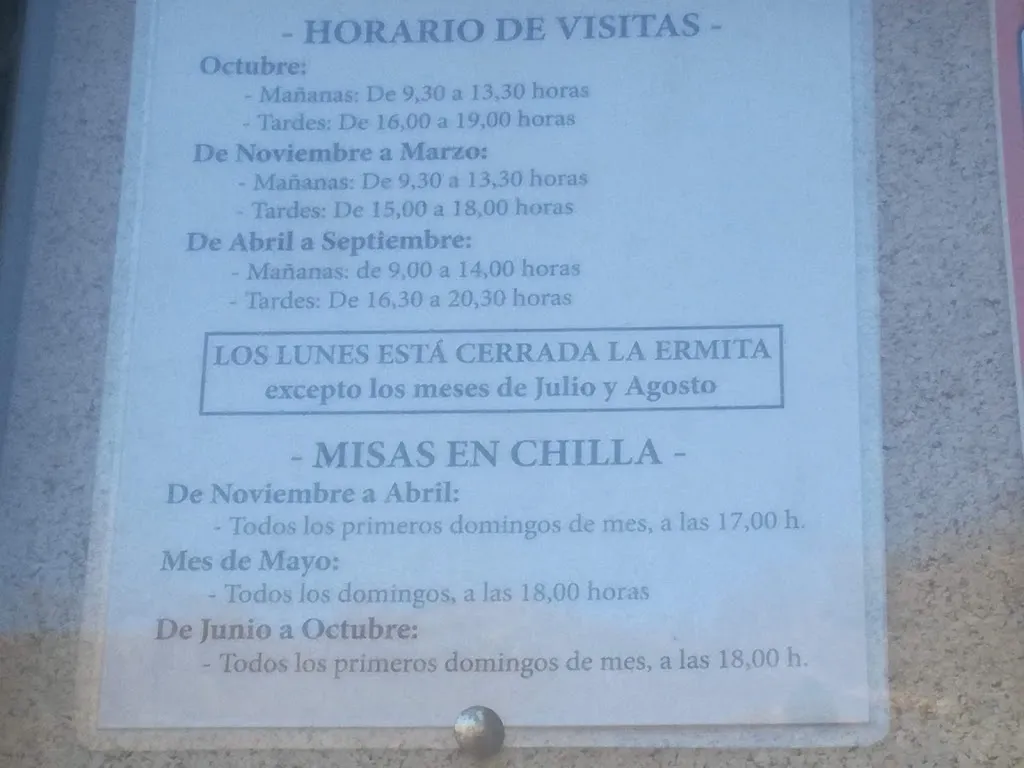 - HORARIO DE VISITAS -
Octubre:
- Mañanas: De 9,30 a 13,30 horas
- Tardes: De 16,00 a 19,00 horas
De Noviembre a Marzo:
- Mañanas: De 9,30 a 13,30 horas
- Tardes: De 15,00 a 18,00 horas
De Abril a Septiembre:
- Mañanas: de 9,00 a 14,00 horas
- Tardes: De 16,30 a 20,30 horas
LOS LUNES ESTÁ CERRADA LA ERMITA
excepto los meses de Julio y Agosto
- MISAS EN CHILLA -
De Noviembre a Abril:
- Todos los primeros domingos de mes, a las 17,00 h.
Mes de Mayo:
- Todos los domingos, a las 18,00 horas
De Junio a Octubre:
- Todos los primeros domingos de mes, a las 18,00 h.